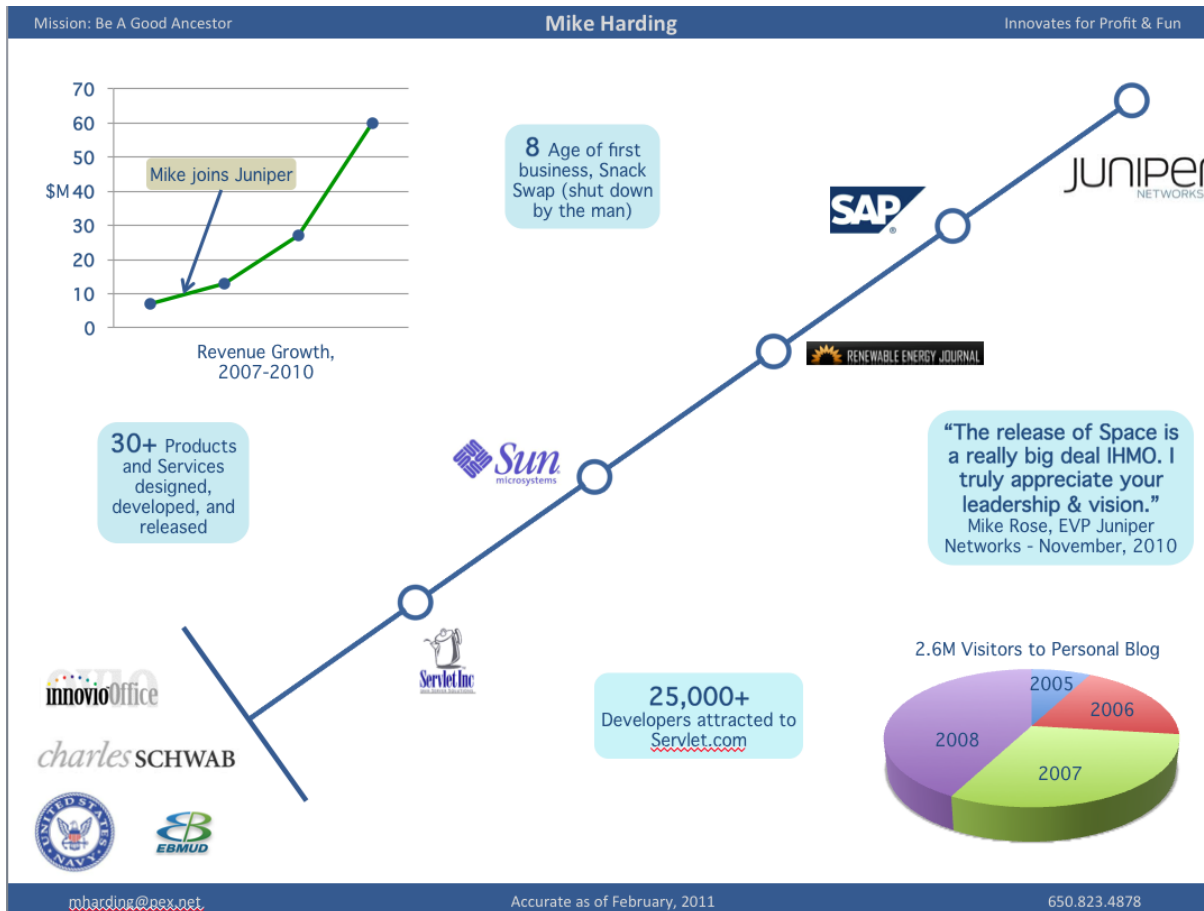 Mission: Be A Good Ancestor
Mike Harding
Innovates for Profit & Fun
70
60
50
$M 40
30
20
10
0
Mike joins Juniper
Revenue Growth,
2007-2010
8 Age of first
business, Snack
Swap (shut down
by the man)
JUNIPER
NETWORKS
SAP
®
RENEWABLE ENERGY JOURNAL
Sun
microsystems
30+ Products
and Services
designed,
developed, and
released
“The release of Space is
a really big deal IHMO. I
truly appreciate your
leadership & vision.”
Mike Rose, EVP Juniper
Networks - November, 2010
Servlet Inc
innovioOffice
charles SCHWAB
UNITED STATES
NAVY
EBMUD
25,000+
Developers attracted to
Servlet.com
2.6M Visitors to Personal Blog
2005
2006
2007
2008
mharding@pex.net
Accurate as of February, 2011
650.823.4878